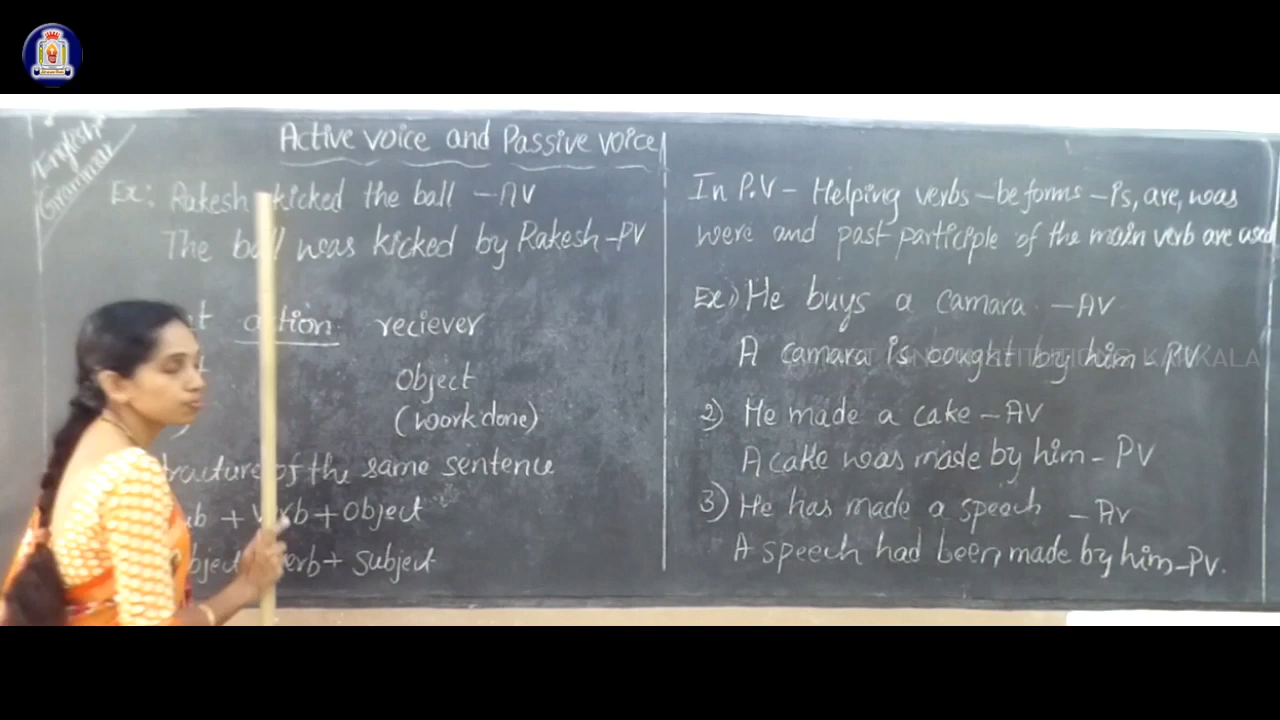 English
Grammar
Active voice and Passive voice
Ex: Rakesh kicked the ball - AV
The ball was kicked by Rakesh - PV
action reciever
Object
(work done)
of the same sentence
+ verb + Object
verb + subject
In P.V - Helping verbs - be forms - is, are, was
were and past participle of the main verb are used
Ex 1) He buys a camara - AV
A camara is bought by him - PV
2) He made a cake - AV
A cake was made by him - PV
3) He has made a speech - AV
A speech had been made by him - PV.